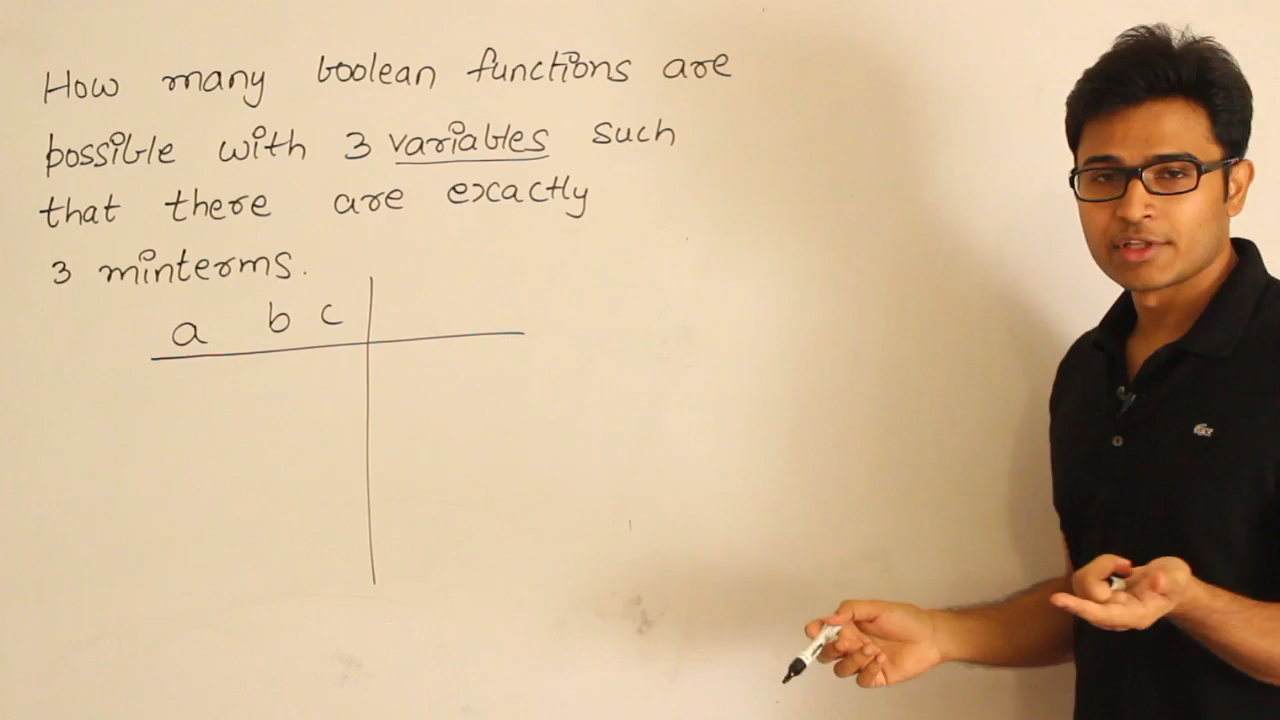 How many boolean functions are
possible with 3 variables such
that there are exactly
3 minterms.
a b c